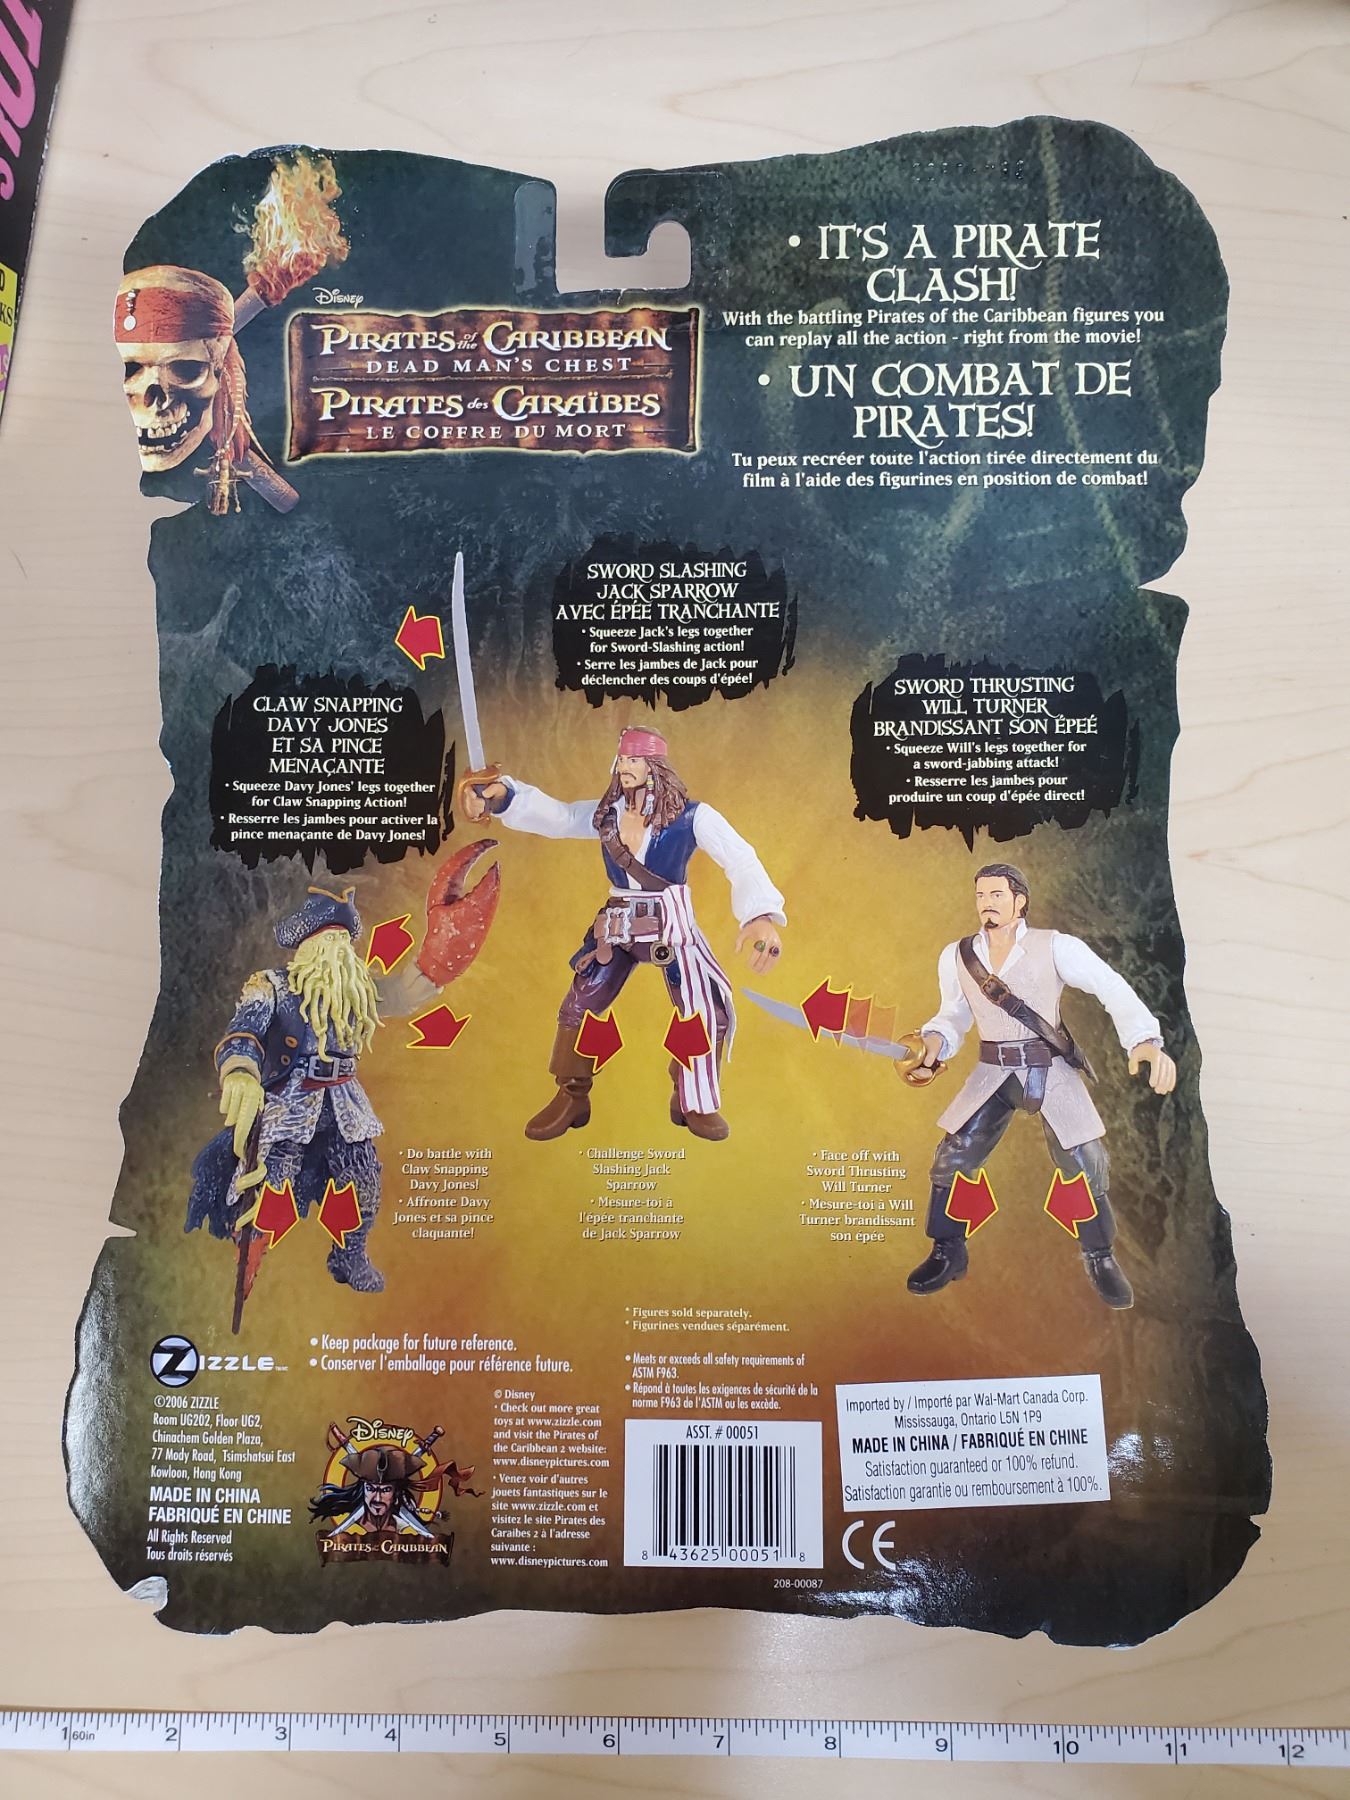 Disney
PIRATES of the CARIBBEAN
DEAD MAN'S CHEST
PIRATES des CARAÏBES
LE COFFRE DU MORT
• IT'S A PIRATE
CLASH!
With the battling Pirates of the Caribbean figures you
can replay all the action - right from the movie!
• UN COMBAT DE
PIRATES!
Tu peux recréer toute l'action tirée directement du
film à l'aide des figurines en position de combat!
SWORD SLASHING
JACK SPARROW
AVEC ÉPÉE TRANCHANTE
• Squeeze Jack's legs together
for Sword-Slashing action!
• Serre les jambes de Jack pour
déclencher des coups d'épée!
CLAW SNAPPING
DAVY JONES
ET SA PINCE
MENAÇANTE
• Squeeze Davy Jones' legs together
for Claw Snapping Action!
• Resserre les jambes pour activer la
pince menaçante de Davy Jones!
SWORD THRUSTING
WILL TURNER
BRANDISSANT SON ÉPEÉ
• Squeeze Will's legs together for
a sword-jabbing attack!
• Resserre les jambes pour
produire un coup d'épée direct!
• Do battle with
Claw Snapping
Davy Jones!
• Affronte Davy
Jones et sa pince
claquante!
• Challenge Sword
Slashing Jack
Sparrow
• Mesure-toi à
l'épée tranchante
de Jack Sparrow
• Face off with
Sword Thrusting
Will Turner
• Mesure-toi à Will
Turner brandissant
son épée
* Figures sold separately.
* Figurines vendues séparément.
ZIZZLE
• Keep package for future reference.
• Conserver l'emballage pour référence future.
• Meets or exceeds all safety requirements of
ASTM F963.
• Répond à toutes les exigences de sécurité de la
norme F963 de l'ASTM ou les excède.
©2006 ZIZZLE
Room UG202, Floor UG2,
Chinachem Golden Plaza,
77 Mody Road, Tsimshatsui East
Kowloon, Hong Kong
MADE IN CHINA
FABRIQUÉ EN CHINE
All Rights Reserved
Tous droits réservés
Disney
PIRATES of the CARIBBEAN
© Disney
• Check out more great
toys at www.zizzle.com
and visit the Pirates of
the Caribbean 2 website:
www.disneypictures.com
• Venez voir d'autres
jouets fantastiques sur le
site www.zizzle.com et
visitez le site Pirates des
Caraïbes 2 à l'adresse
suivante :
www.disneypictures.com
ASST. # 00051
8 43625 00051 8
208-00087
Imported by / Importé par Wal-Mart Canada Corp.
Mississauga, Ontario L5N 1P9
MADE IN CHINA / FABRIQUÉ EN CHINE
Satisfaction guaranteed or 100% refund.
Satisfaction garantie ou remboursement à 100%.
CE
1 60in 2 3 4 5 6 7 8 9 10 11 12